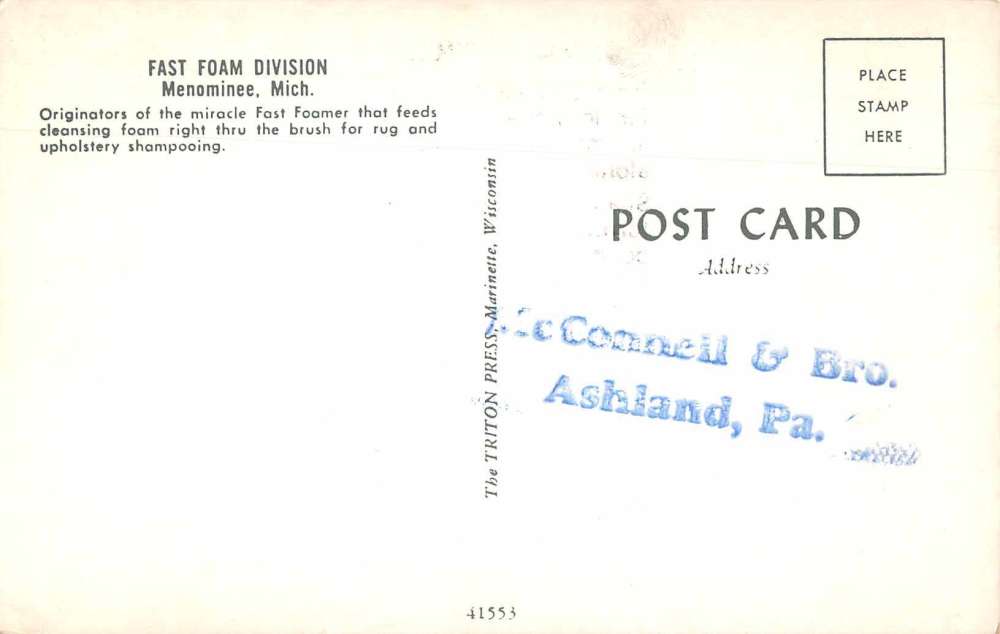 FAST FOAM DIVISION
Menominee, Mich.
Originators of the miracle Fast Foamer that feeds
cleansing foam right thru the brush for rug and
upholstery shampooing.
The TRITON PRESS, Marinette, Wisconsin
PLACE
STAMP
HERE
POST CARD
Address
McConnell & Bro.
Ashland, Pa.
41553